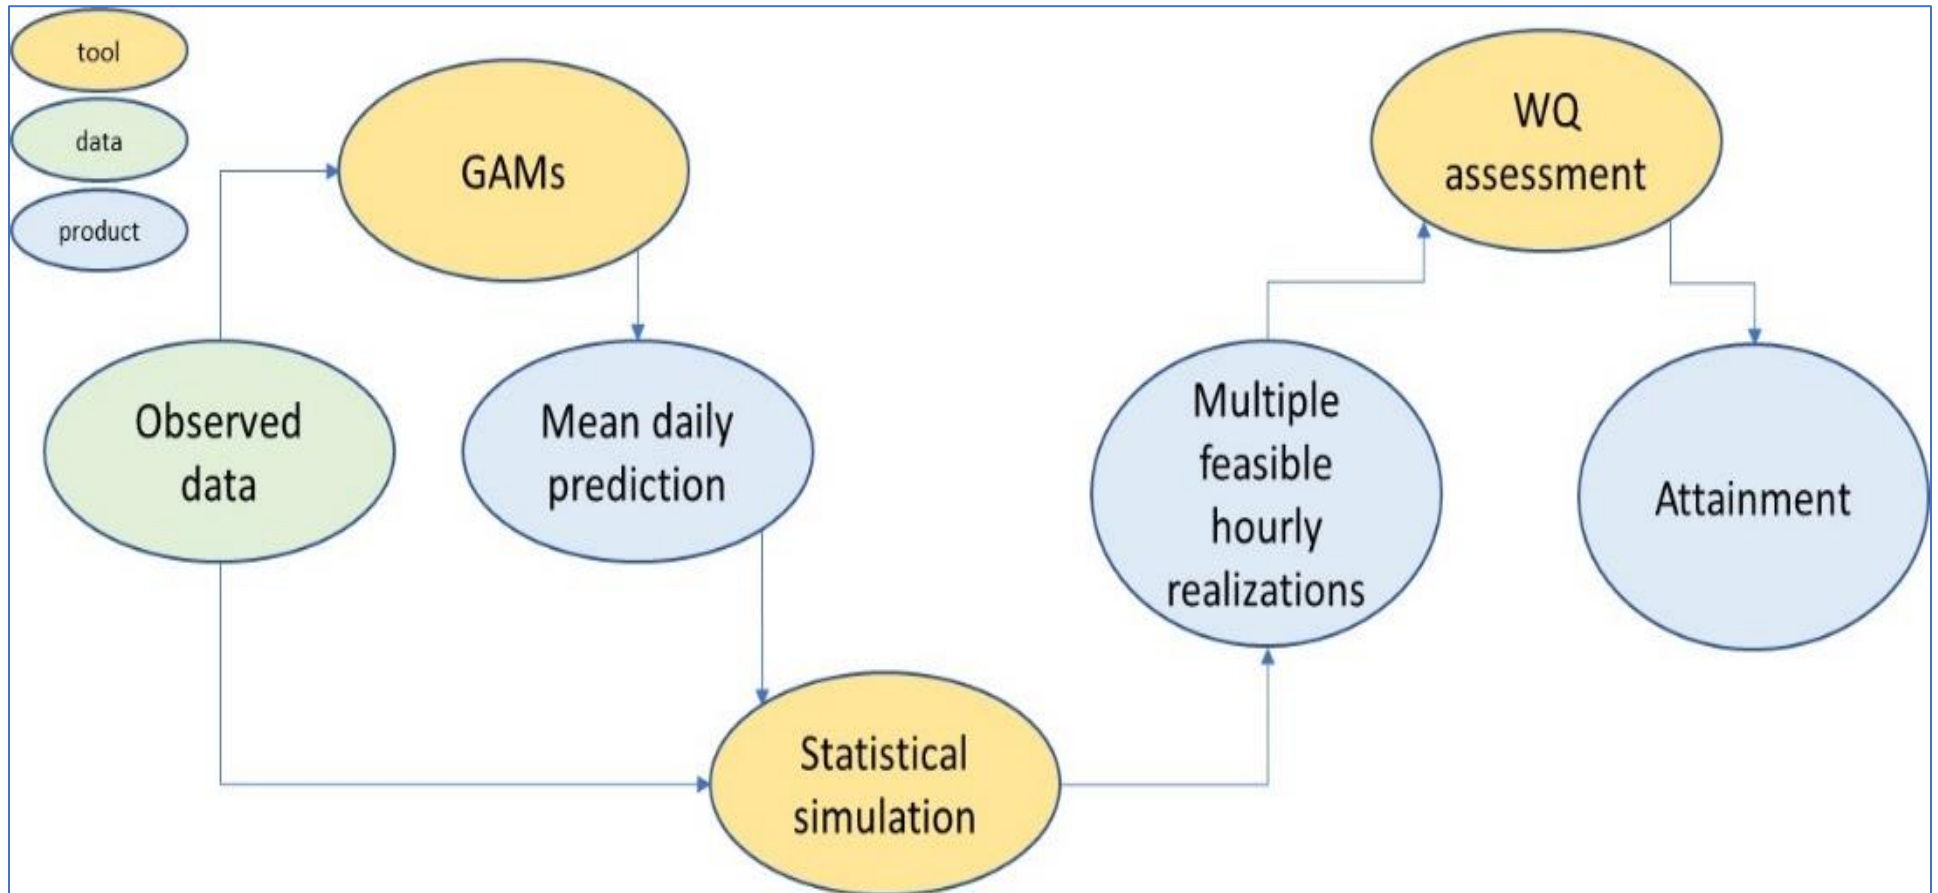 tool
data
product
GAMs
WQ
assessment
Observed
data
Mean daily
prediction
Multiple
feasible
hourly
realizations
Attainment
Statistical
simulation